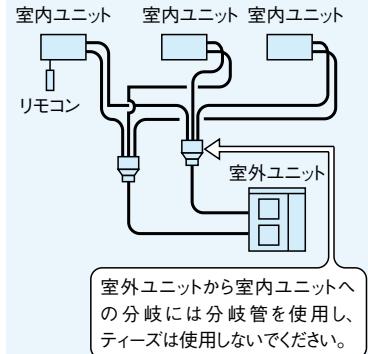 室内ユニット 室内ユニット 室内ユニット
リモコン
室外ユニット
室外ユニットから室内ユニットへ
の分岐には分岐管を使用し、
ティーズは使用しないでください。